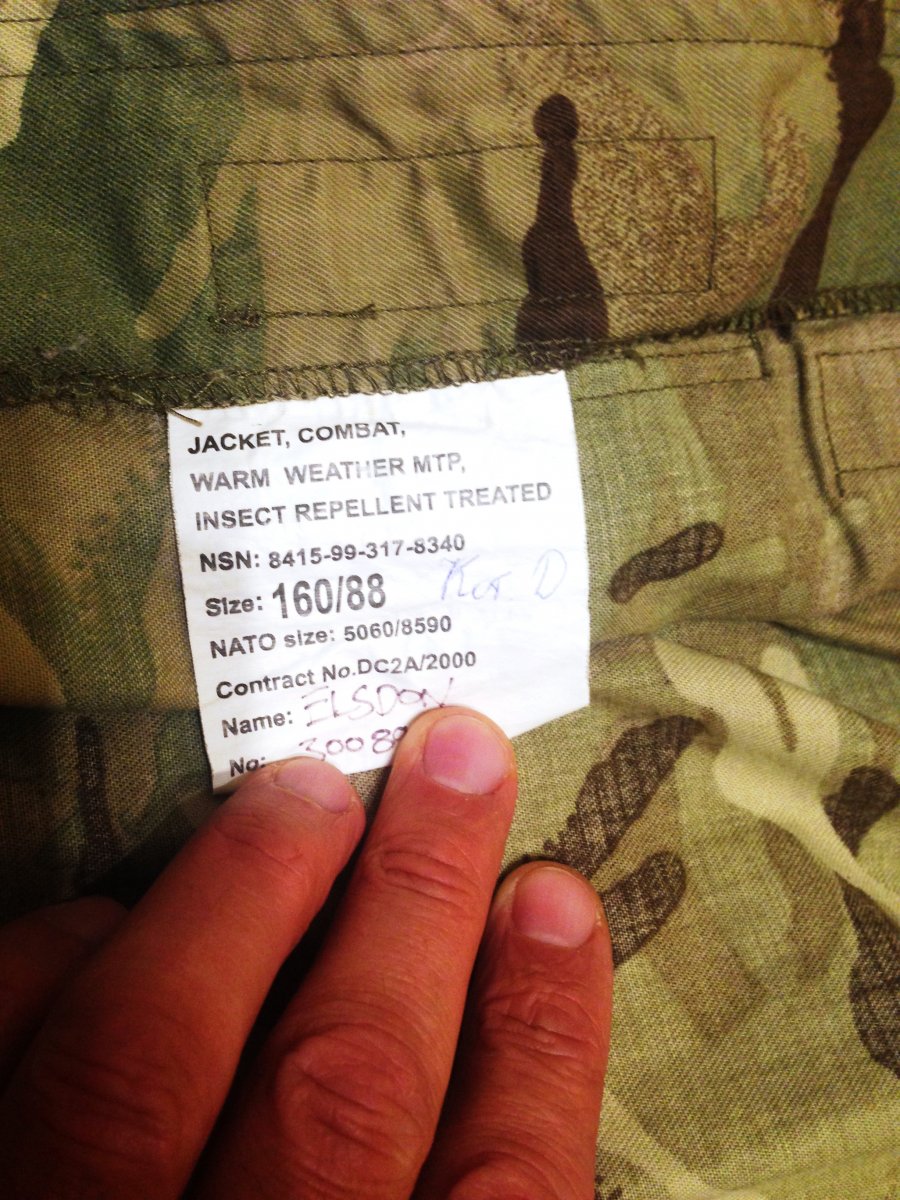 JACKET, COMBAT,
WARM WEATHER MTP,
INSECT REPELLENT TREATED
NSN: 8415-99-317-8340
Size: 160/88
NATO size: 5060/8590
Contract No.DC2A/2000
Name: ELSDON
No: 30089